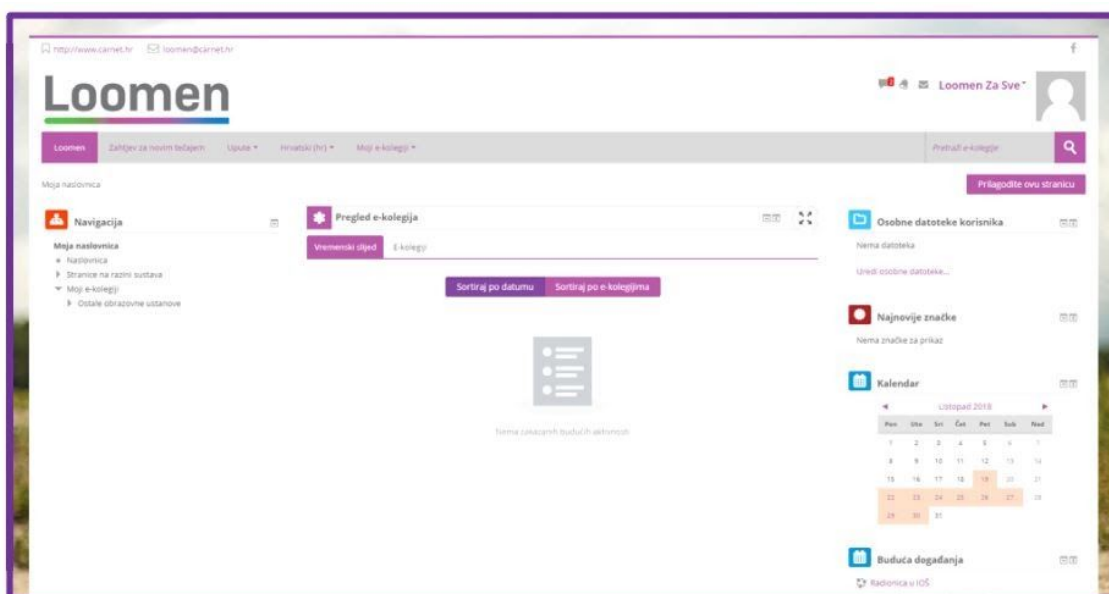 http://www.carnet.hr loomen@carnet.hr
Loomen
Loomen Za Sve
Loomen Zahtjev za novim tečajem Upute Hrvatski (hr) Moji e-kolegiji
Pretraži e-kolegije
Moja naslovnica
Prilagodite ovu stranicu
Navigacija
Moja naslovnica
Naslovnica
Stranice na razini sustava
Moji e-kolegiji
Ostale obrazovne ustanove
Pregled e-kolegija
Vremenski slijed E-kolegiji
Sortiraj po datumu Sortiraj po e-kolegijima
Nema zakazanih budućih aktivnosti
Osobne datoteke korisnika
Nema datoteka
Uredi osobne datoteke...
Najnovije značke
Nema značke za prikaz
Kalendar
Listopad 2018
Pon Uto Sri Čet Pet Sub Ned
1 2 3 4 5 6 7
8 9 10 11 12 13 14
15 16 17 18 19 20 21
22 23 24 25 26 27 28
29 30 31
Buduća događanja
Radionica u IOŠ